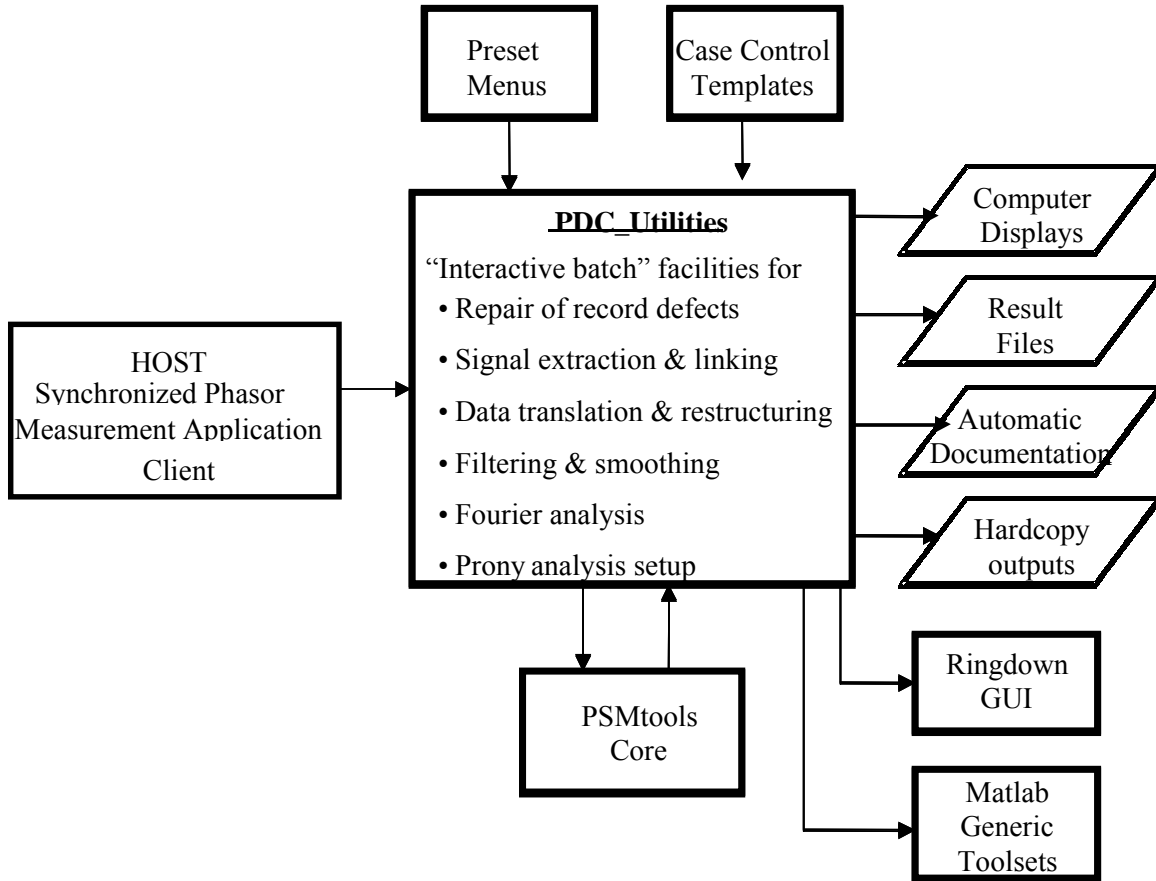 Preset
Menus
Case Control
Templates
PDC_Utilities
“Interactive batch” facilities for
• Repair of record defects
• Signal extraction & linking
• Data translation & restructuring
• Filtering & smoothing
• Fourier analysis
• Prony analysis setup
HOST
Synchronized Phasor
Measurement Application
Client
Computer
Displays
Result
Files
Automatic
Documentation
Hardcopy
outputs
Ringdown
GUI
PSMtools
Core
Matlab
Generic
Toolsets